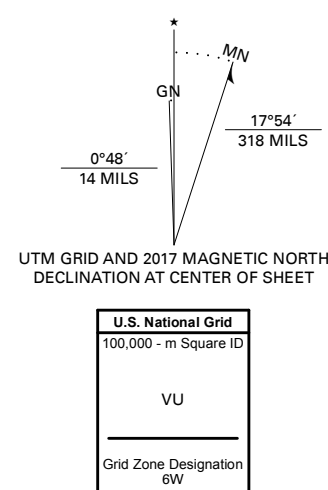 ★
MN
GN
17°54´
318 MILS
0°48´
14 MILS
UTM GRID AND 2017 MAGNETIC NORTH
DECLINATION AT CENTER OF SHEET
U.S. National Grid
100,000 - m Square ID
VU
Grid Zone Designation
6W